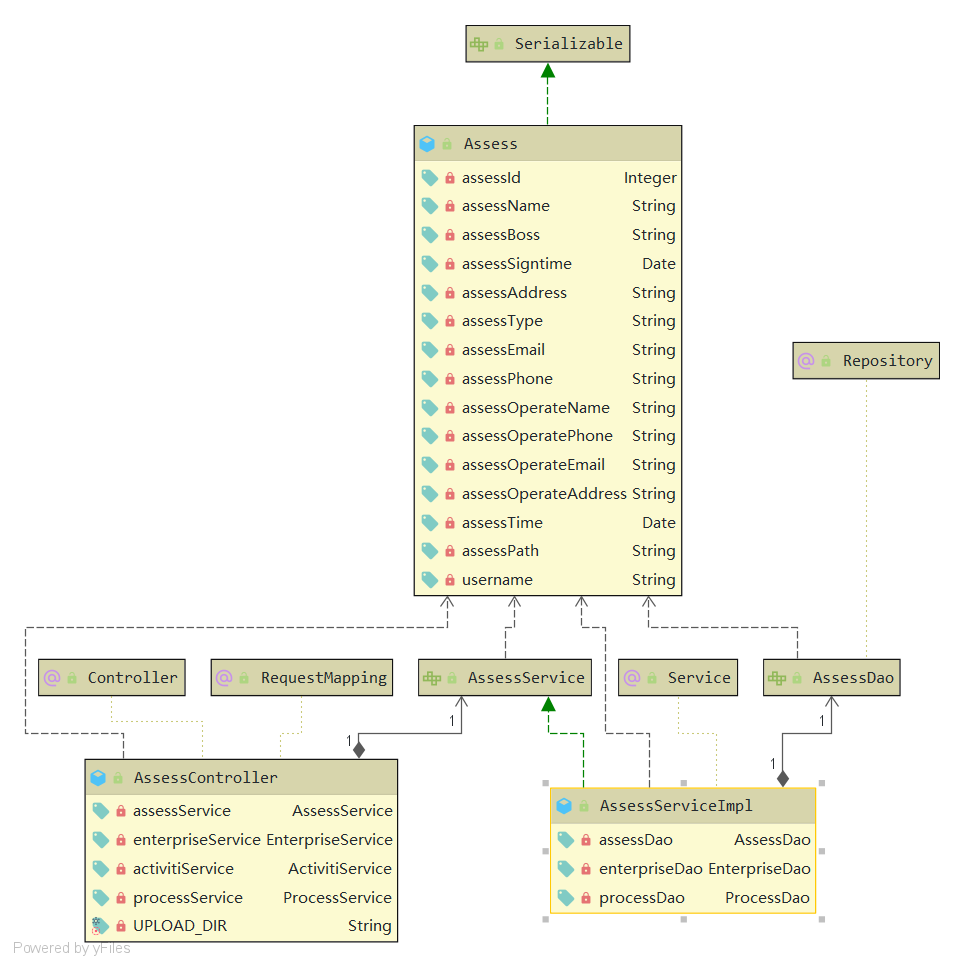 Serializable
Assess
assessId Integer
assessName String
assessBoss String
assessSigntime Date
assessAddress String
assessType String
assessEmail String
assessPhone String
assessOperateName String
assessOperatePhone String
assessOperateEmail String
assessOperateAddress String
assessTime Date
assessPath String
username String
Repository
Controller
RequestMapping
AssessService
Service
AssessDao
1
1
1
1
AssessController
assessService AssessService
enterpriseService EnterpriseService
activitiService ActivitiService
processService ProcessService
UPLOAD_DIR String
AssessServiceImpl
assessDao AssessDao
enterpriseDao EnterpriseDao
processDao ProcessDao
Powered by yFiles